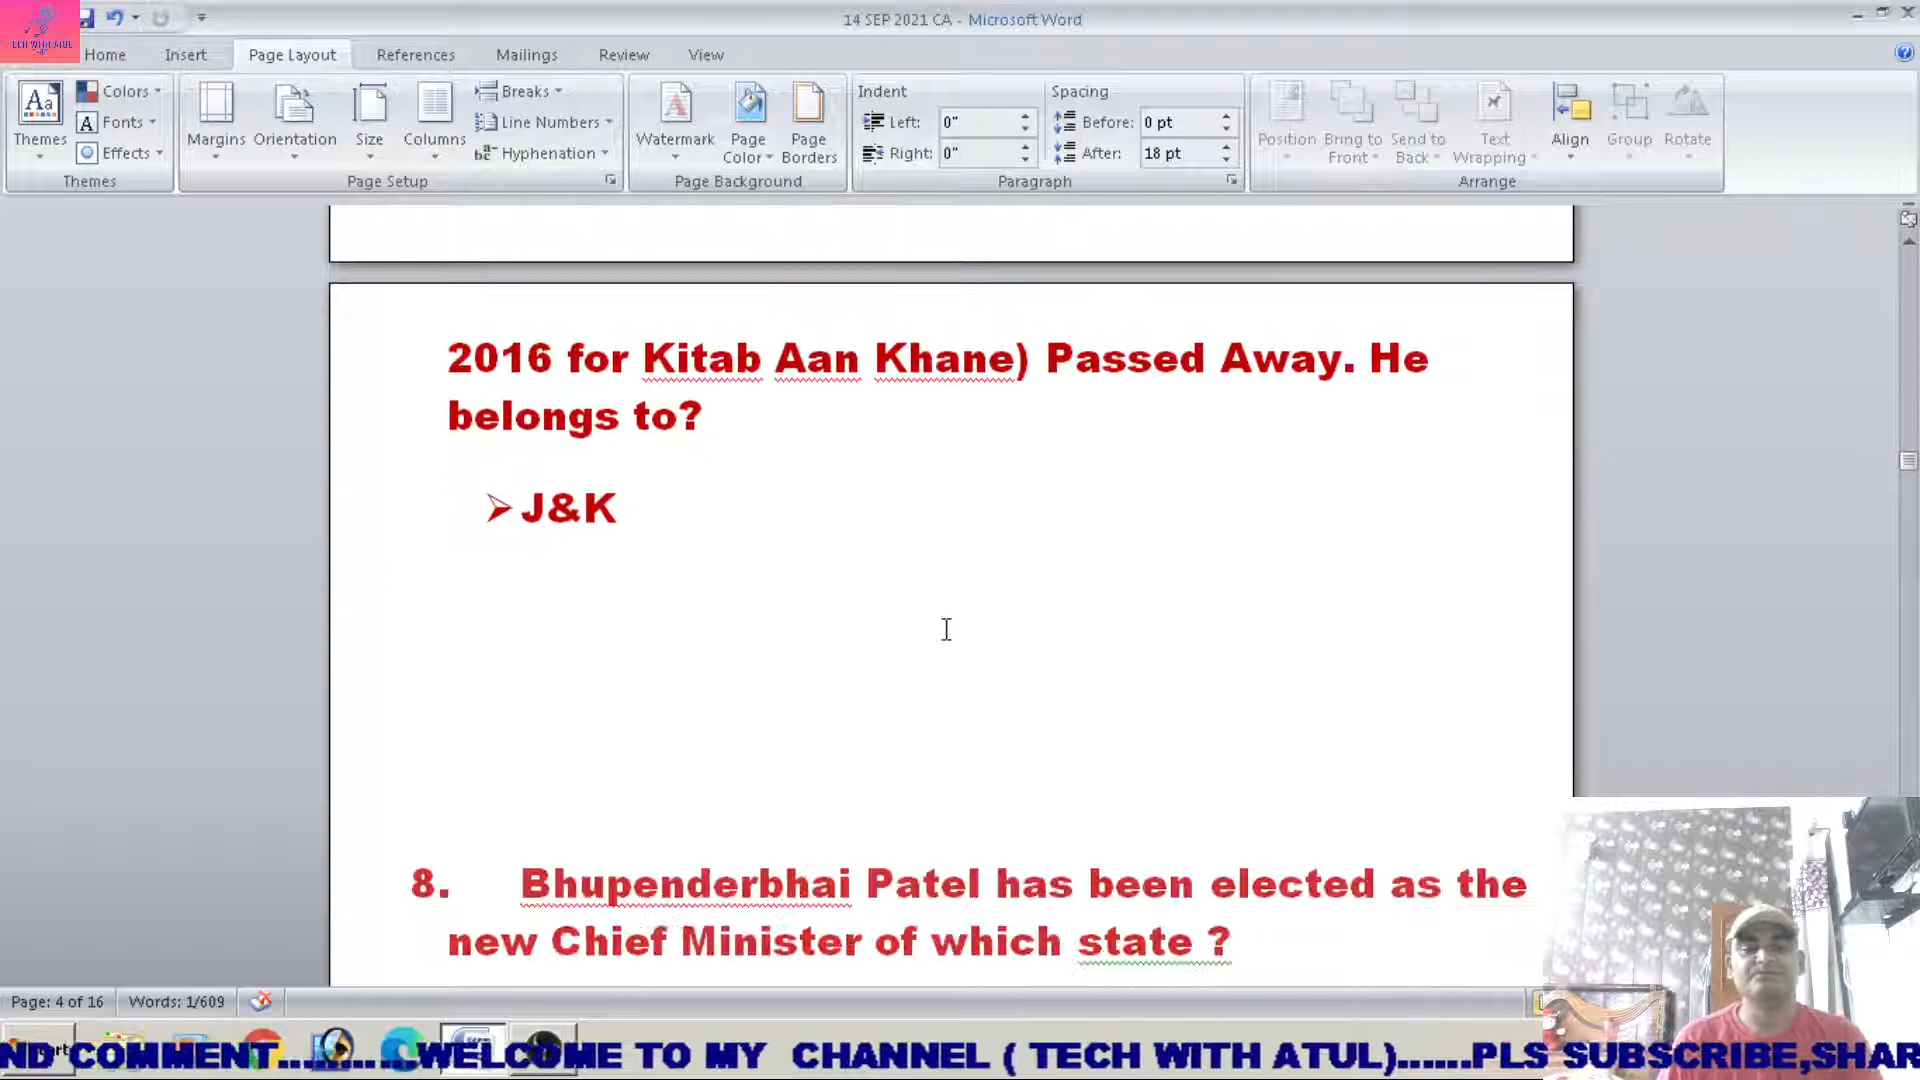 14 SEP 2021 CA - Microsoft Word
TECH WITH ATUL
Home Insert Page Layout References Mailings Review View
Themes
Colors
Fonts
Effects
Themes
Margins
Orientation
Size
Columns
Breaks
Line Numbers
Hyphenation
Page Setup
Watermark
Page Color
Page Borders
Page Background
Indent
Left: 0"
Right: 0"
Spacing
Before: 0 pt
After: 18 pt
Paragraph
Position
Bring to Front
Send to Back
Text Wrapping
Align
Group
Rotate
Arrange
2016 for Kitab Aan Khane) Passed Away. He
belongs to?
➢ J&K
8. Bhupenderbhai Patel has been elected as the
new Chief Minister of which state ?
Page: 4 of 16 Words: 1/609
ND COMMENT..........WELCOME TO MY CHANNEL ( TECH WITH ATUL)......PLS SUBSCRIBE,SHAR